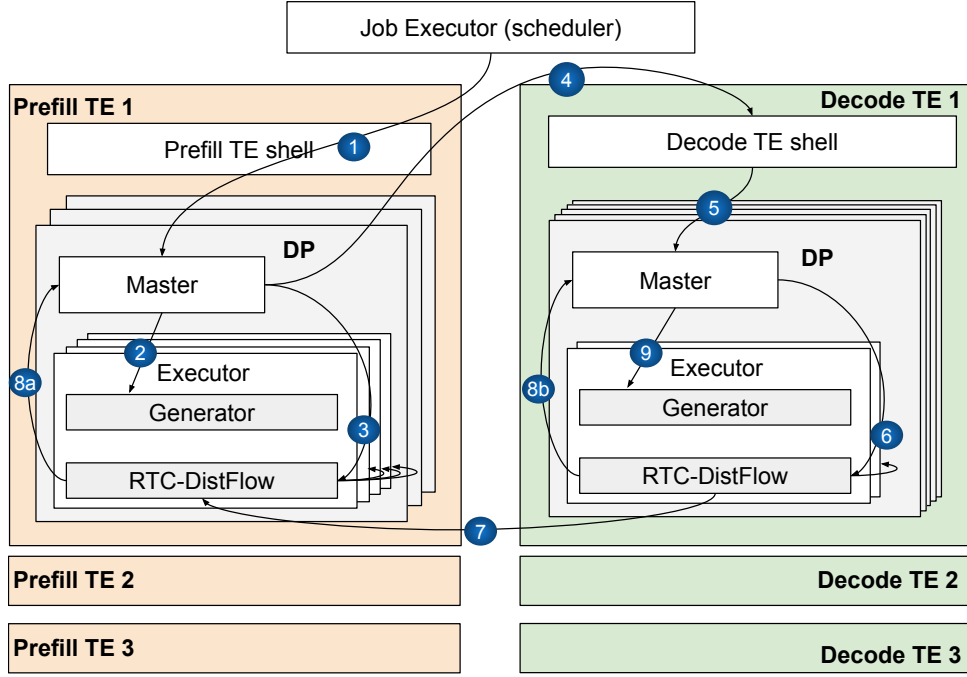 Job Executor (scheduler)
4
Prefill TE 1
Decode TE 1
Prefill TE shell
1
Decode TE shell
5
DP
DP
Master
Master
2
9
8a
Executor
8b
Executor
Generator
Generator
3
6
RTC-DistFlow
RTC-DistFlow
7
Prefill TE 2
Decode TE 2
Prefill TE 3
Decode TE 3